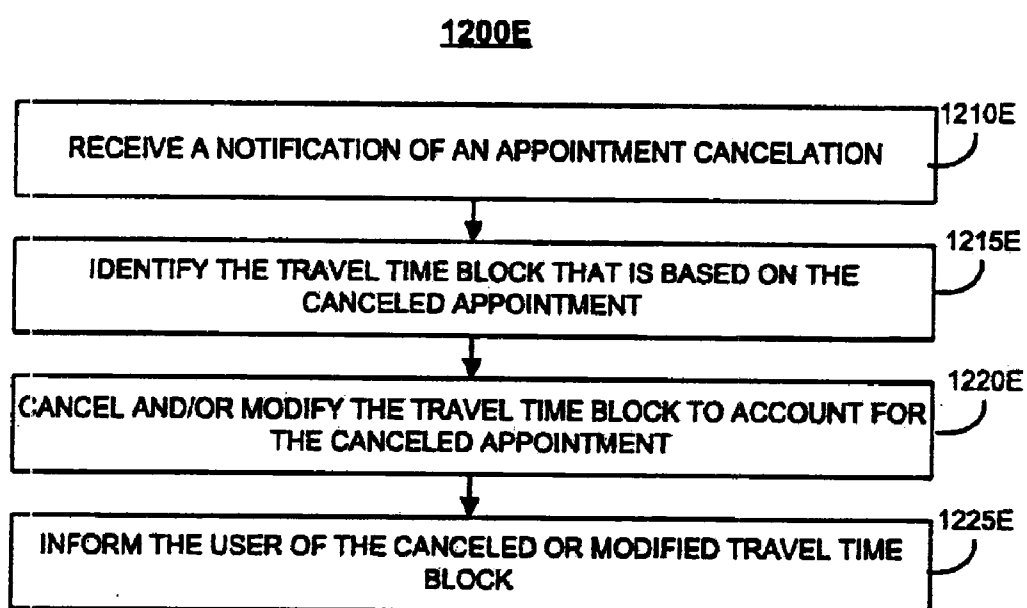 1200E
1210E
RECEIVE A NOTIFICATION OF AN APPOINTMENT CANCELATION
1215E
IDENTIFY THE TRAVEL TIME BLOCK THAT IS BASED ON THE
CANCELED APPOINTMENT
1220E
CANCEL AND/OR MODIFY THE TRAVEL TIME BLOCK TO ACCOUNT FOR
THE CANCELED APPOINTMENT
1225E
INFORM THE USER OF THE CANCELED OR MODIFIED TRAVEL TIME
BLOCK